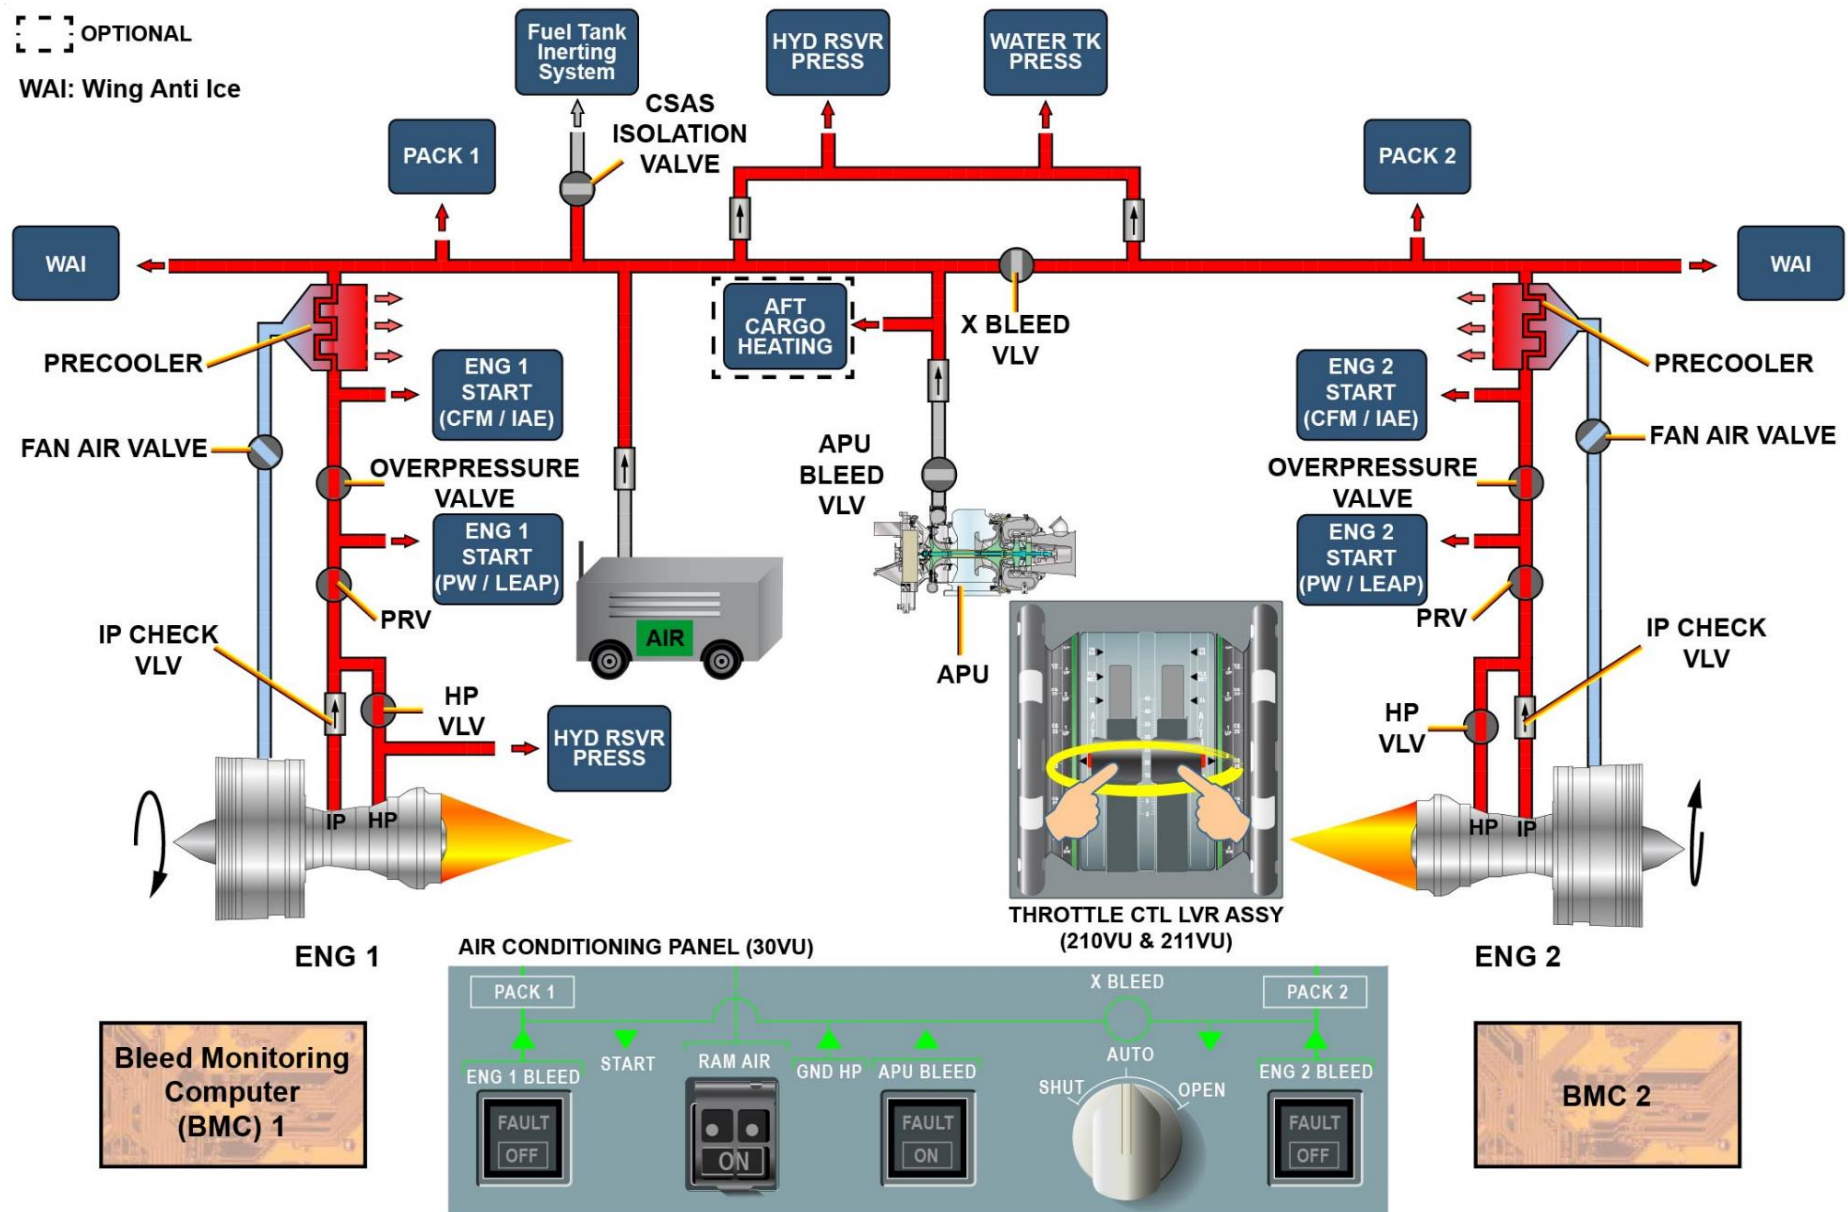 OPTIONAL
WAI: Wing Anti Ice
Fuel Tank
Inerting
System
HYD RSVR
PRESS
WATER TK
PRESS
CSAS
ISOLATION
VALVE
PACK 1
PACK 2
WAI
WAI
AFT
CARGO
HEATING
X BLEED
VLV
PRECOOLER
PRECOOLER
ENG 1
START
(CFM / IAE)
ENG 2
START
(CFM / IAE)
FAN AIR VALVE
FAN AIR VALVE
OVERPRESSURE
VALVE
APU
BLEED
VLV
OVERPRESSURE
VALVE
ENG 1
START
(PW / LEAP)
ENG 2
START
(PW / LEAP)
PRV
PRV
IP CHECK
VLV
AIR
APU
IP CHECK
VLV
HP
VLV
HP
VLV
HYD RSVR
PRESS
IP
HP
HP
IP
THROTTLE CTL LVR ASSY
(210VU & 211VU)
ENG 1
ENG 2
AIR CONDITIONING PANEL (30VU)
PACK 1
X BLEED
PACK 2
START
RAM AIR
GND HP
APU BLEED
AUTO
ENG 1 BLEED
ENG 2 BLEED
SHUT
OPEN
FAULT
OFF
ON
FAULT
ON
FAULT
OFF
Bleed Monitoring
Computer
(BMC) 1
BMC 2